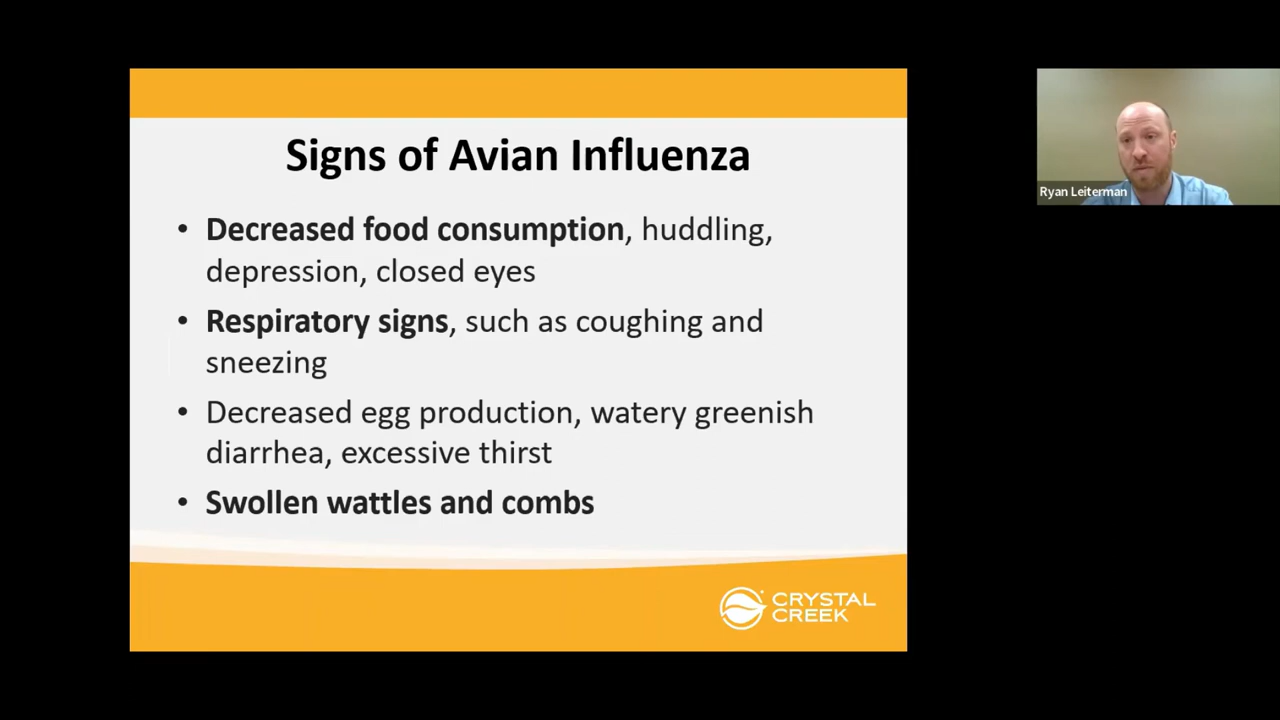 Signs of Avian Influenza
• Decreased food consumption, huddling,
depression, closed eyes
• Respiratory signs, such as coughing and
sneezing
• Decreased egg production, watery greenish
diarrhea, excessive thirst
• Swollen wattles and combs
CRYSTAL
CREEK
Ryan Leiterman